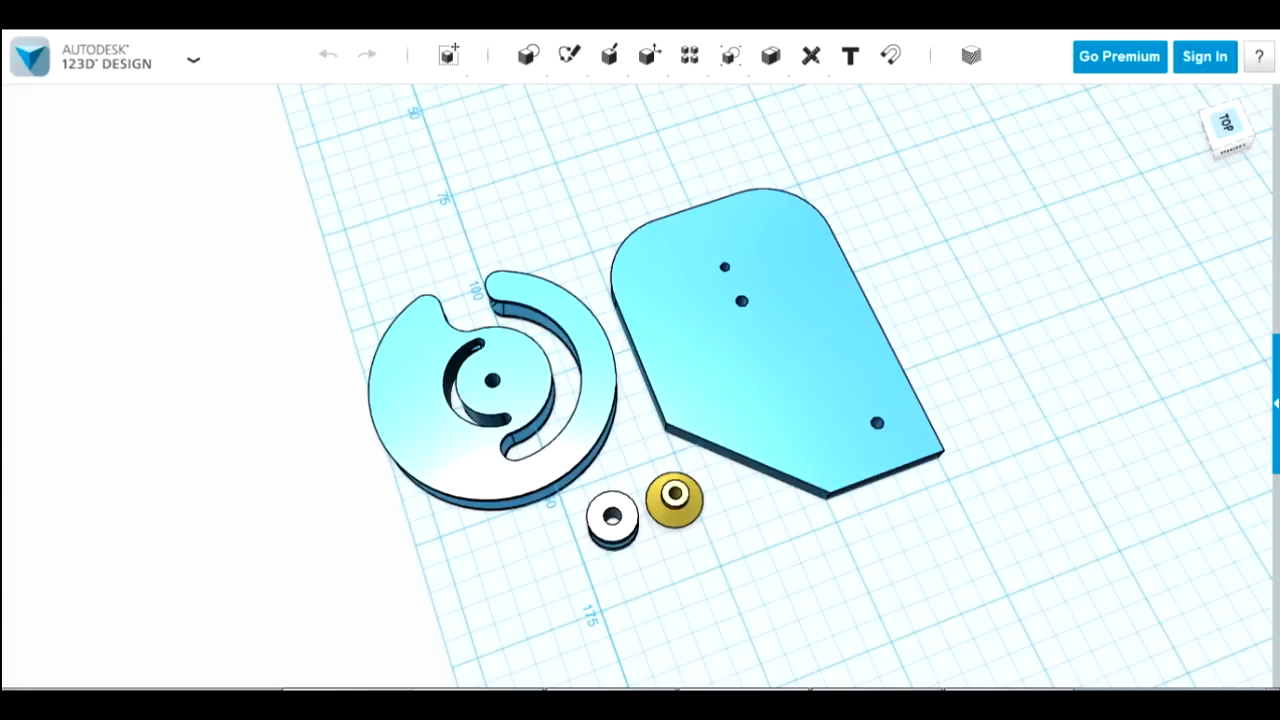 AUTODESK®
123D® DESIGN
T
Go Premium
Sign In
?
TOP
50
75
100
175